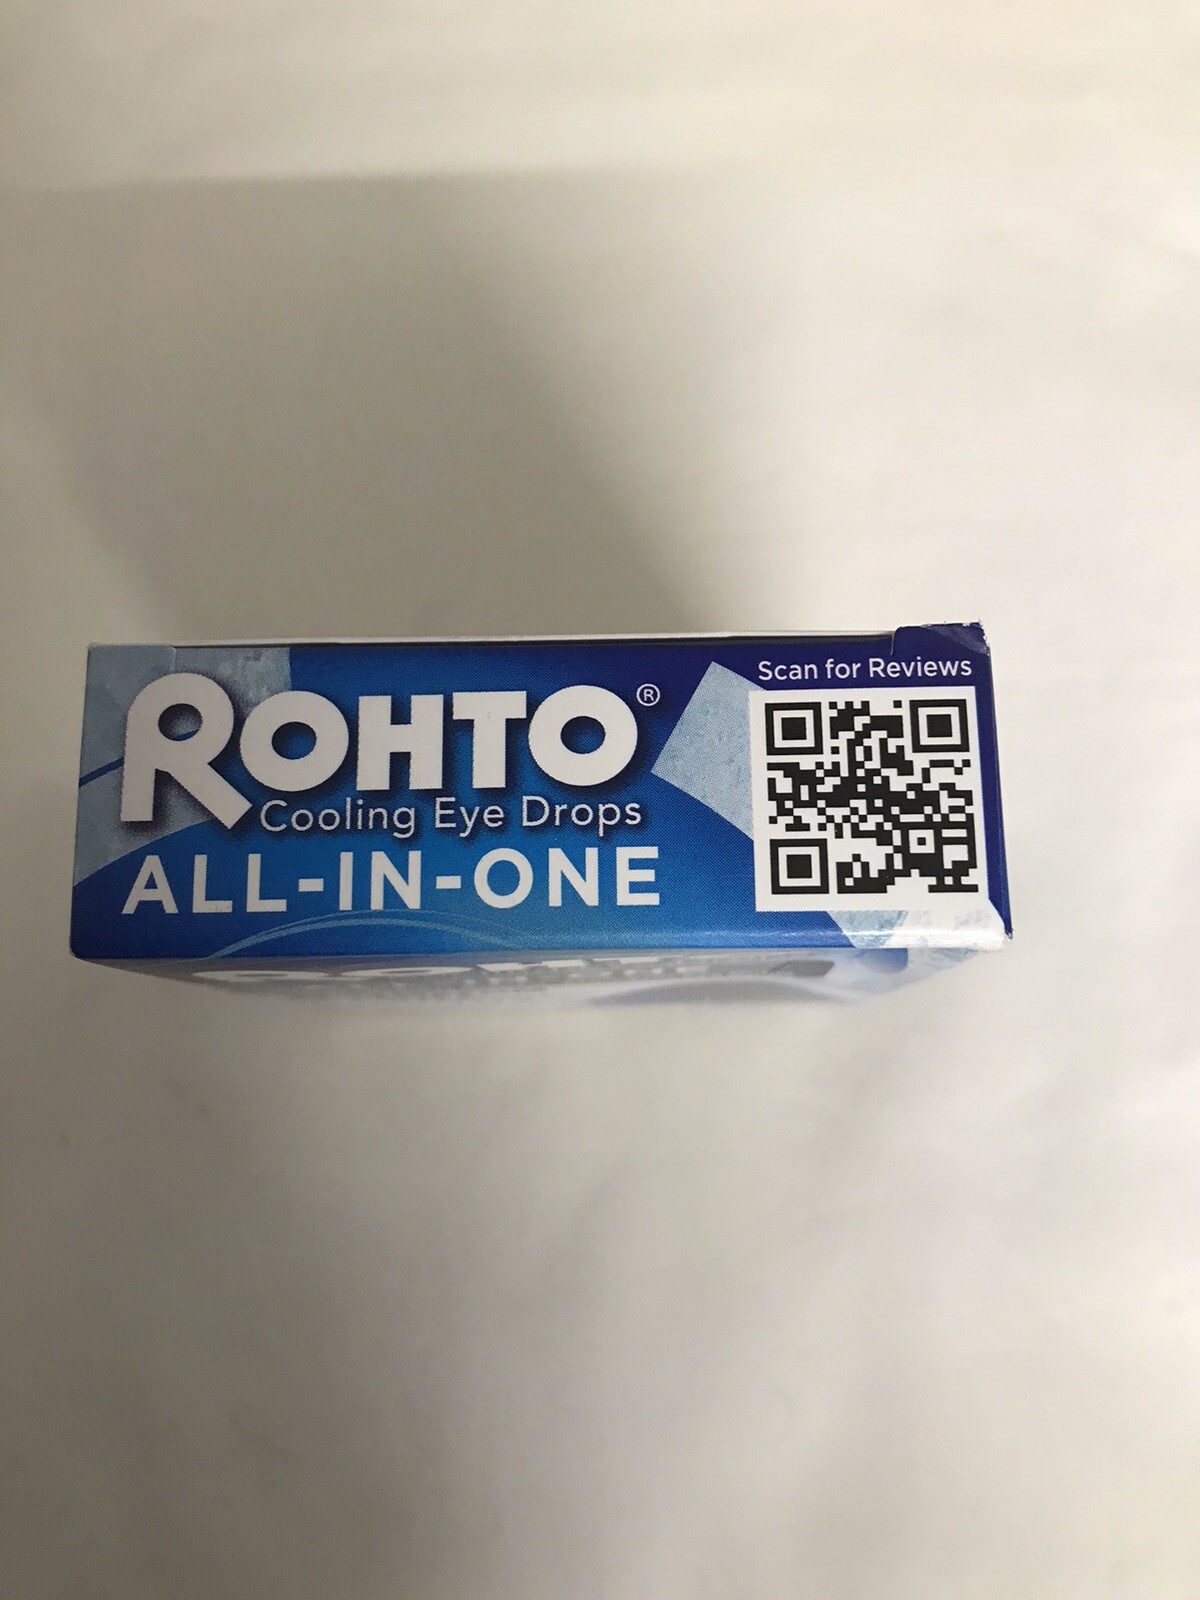 ROHTO®
Cooling Eye Drops
ALL-IN-ONE
Scan for Reviews